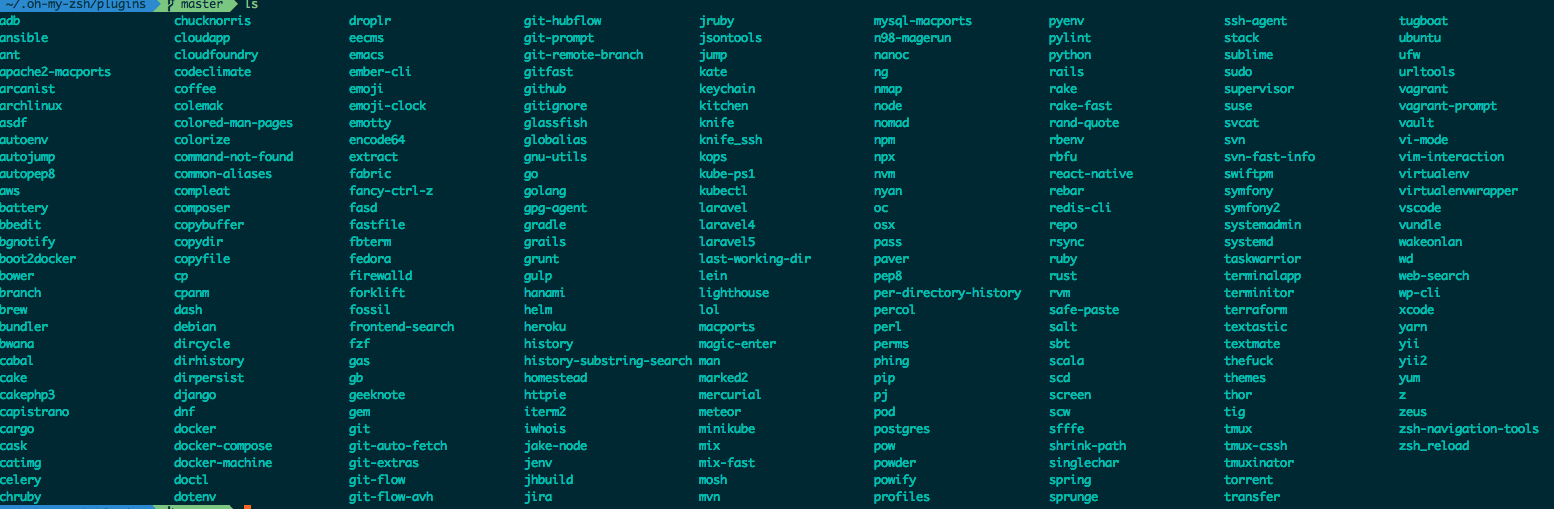 ~/.oh-my-zsh/plugins master ls
adb chucknorris droplr git-hubflow jruby mysql-macports pyenv ssh-agent tugboat
ansible cloudapp eecms git-prompt jsontools n98-magerun pylint stack ubuntu
ant cloudfoundry emacs git-remote-branch jump nanoc python sublime ufw
apache2-macports codeclimate ember-cli gitfast kate ng rails sudo urltools
arcanist coffee emoji github keychain nmap rake supervisor vagrant
archlinux colemak emoji-clock gitignore kitchen node rake-fast suse vagrant-prompt
asdf colored-man-pages emotty glassfish knife nomad rand-quote svcat vault
autoenv colorize encode64 globalias knife_ssh npm rbenv svn vi-mode
autojump command-not-found extract gnu-utils kops npx rbfu svn-fast-info vim-interaction
autopep8 common-aliases fabric go kube-ps1 nvm react-native swiftpm virtualenv
aws compleat fancy-ctrl-z golang kubectl nyan rebar symfony virtualenvwrapper
battery composer fasd gpg-agent laravel oc redis-cli symfony2 vscode
bbedit copybuffer fastfile gradle laravel4 osx repo systemadmin vundle
bgnotify copydir fbterm grails laravel5 pass rsync systemd wakeonlan
boot2docker copyfile fedora grunt last-working-dir paver ruby taskwarrior wd
bower cp firewalld gulp lein pep8 rust terminalapp web-search
branch cpanm forklift hanami lighthouse per-directory-history rvm terminitor wp-cli
brew dash fossil helm lol percol safe-paste terraform xcode
bundler debian frontend-search heroku macports perl salt textastic yarn
bwana dircycle fzf history magic-enter perms sbt textmate yii
cabal dirhistory gas history-substring-search man phing scala thefuck yii2
cake dirpersist gb homestead marked2 pip scd themes yum
cakephp3 django geeknote httpie mercurial pj screen thor z
capistrano dnf gem iterm2 meteor pod scw tig zeus
cargo docker git iwhois minikube postgres sfffe tmux zsh-navigation-tools
cask docker-compose git-auto-fetch jake-node mix pow shrink-path tmux-cssh zsh_reload
catimg docker-machine git-extras jenv mix-fast powder singlechar tmuxinator
celery doctl git-flow jhbuild mosh powify spring torrent
chruby dotenv git-flow-avh jira mvn profiles sprunge transfer